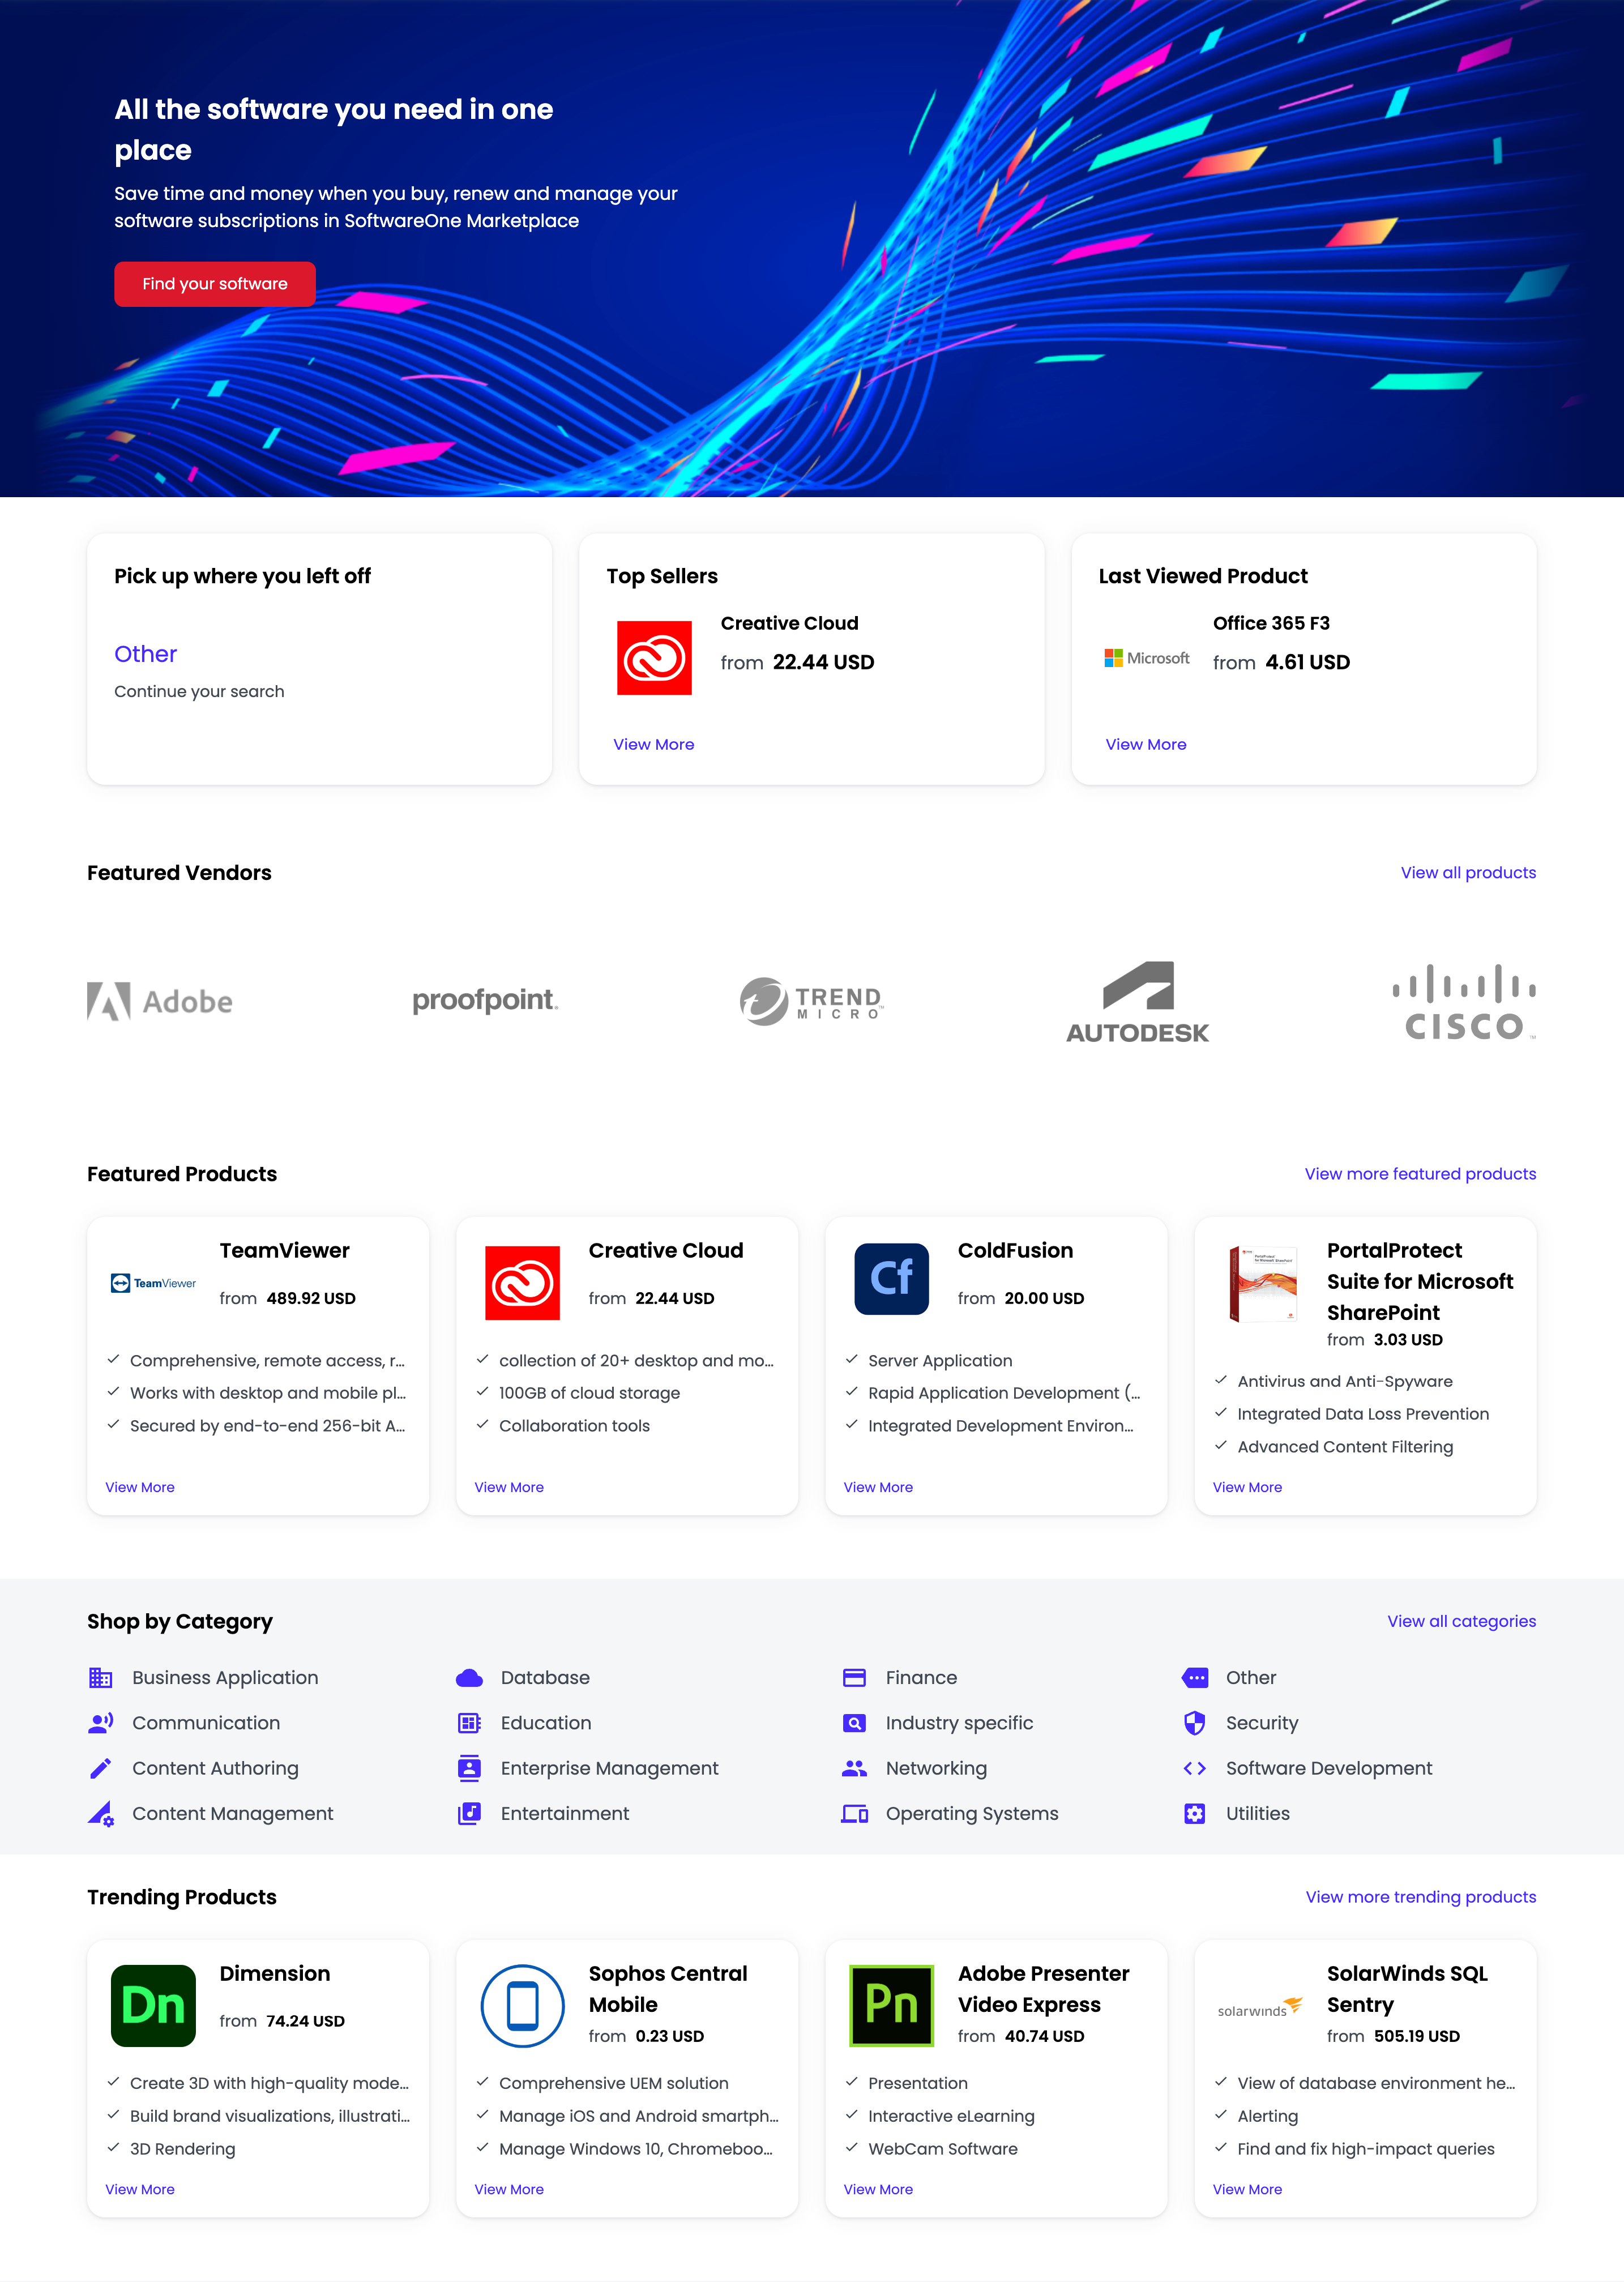 All the software you need in one
place
Save time and money when you buy, renew and manage your
software subscriptions in SoftwareOne Marketplace
Find your software
Pick up where you left off
Other
Continue your search
Top Sellers
Creative Cloud
from 22.44 USD
View More
Last Viewed Product
Microsoft
Office 365 F3
from 4.61 USD
View More
Featured Vendors
View all products
Adobe
proofpoint.
TREND
MICRO™
AUTODESK
CISCO™
Featured Products
View more featured products
TeamViewer
TeamViewer
from 489.92 USD
Comprehensive, remote access, r...
Works with desktop and mobile pl...
Secured by end-to-end 256-bit A...
View More
Creative Cloud
from 22.44 USD
collection of 20+ desktop and mo...
100GB of cloud storage
Collaboration tools
View More
Cf
ColdFusion
from 20.00 USD
Server Application
Rapid Application Development (...
Integrated Development Environ...
View More
PortalProtect
Suite for Microsoft
SharePoint
from 3.03 USD
Antivirus and Anti-Spyware
Integrated Data Loss Prevention
Advanced Content Filtering
View More
Shop by Category
View all categories
Business Application
Communication
Content Authoring
Content Management
Database
Education
Enterprise Management
Entertainment
Finance
Industry specific
Networking
Operating Systems
Other
Security
Software Development
Utilities
Trending Products
View more trending products
Dn
Dimension
from 74.24 USD
Create 3D with high-quality mode...
Build brand visualizations, illustrati...
3D Rendering
View More
Sophos Central
Mobile
from 0.23 USD
Comprehensive UEM solution
Manage iOS and Android smartph...
Manage Windows 10, Chromeboo...
View More
Pn
Adobe Presenter
Video Express
from 40.74 USD
Presentation
Interactive eLearning
WebCam Software
View More
solarwinds
SolarWinds SQL
Sentry
from 505.19 USD
View of database environment he...
Alerting
Find and fix high-impact queries
View More